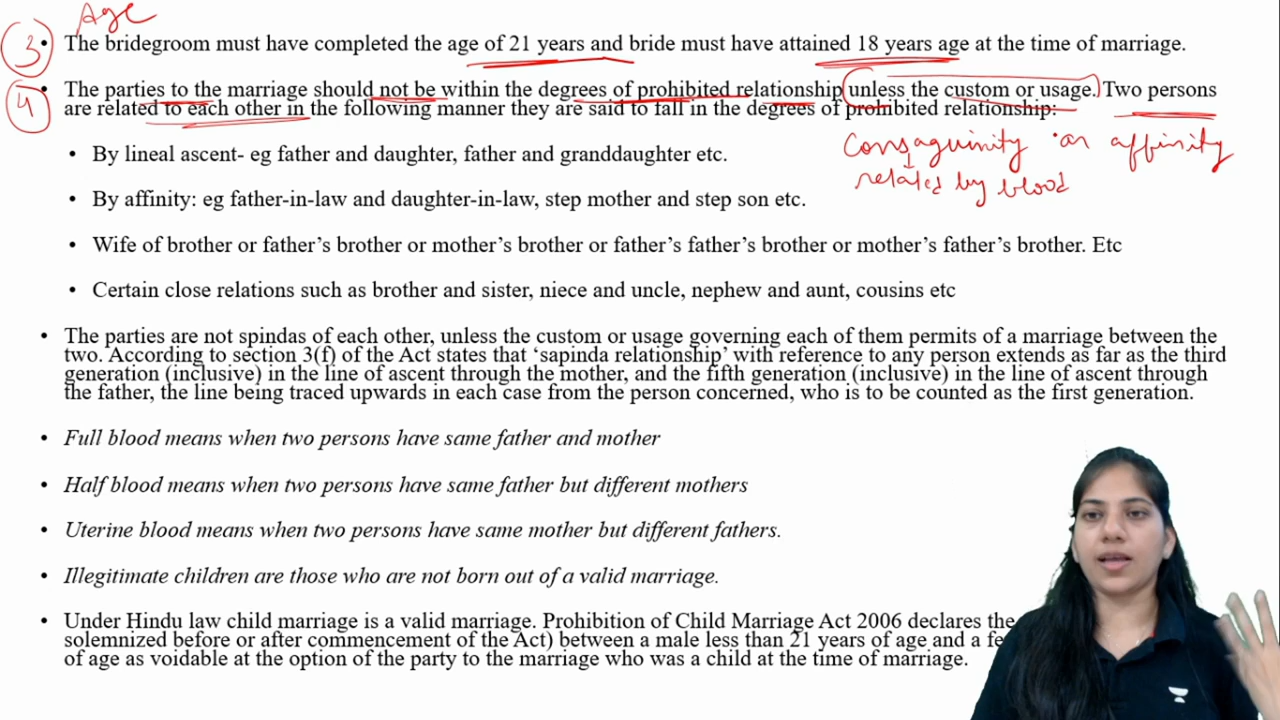 Age
3
• The bridegroom must have completed the age of 21 years and bride must have attained 18 years age at the time of marriage.
4
• The parties to the marriage should not be within the degrees of prohibited relationship unless the custom or usage. Two persons
are related to each other in the following manner they are said to fall in the degrees of prohibited relationship:
Consaguinity or affinity
related by blood
• By lineal ascent- eg father and daughter, father and granddaughter etc.
• By affinity: eg father-in-law and daughter-in-law, step mother and step son etc.
• Wife of brother or father’s brother or mother’s brother or father’s father’s brother or mother’s father’s brother. Etc
• Certain close relations such as brother and sister, niece and uncle, nephew and aunt, cousins etc
• The parties are not spindas of each other, unless the custom or usage governing each of them permits of a marriage between the
two. According to section 3(f) of the Act states that ‘sapinda relationship’ with reference to any person extends as far as the third
generation (inclusive) in the line of ascent through the mother, and the fifth generation (inclusive) in the line of ascent through
the father, the line being traced upwards in each case from the person concerned, who is to be counted as the first generation.
• Full blood means when two persons have same father and mother
• Half blood means when two persons have same father but different mothers
• Uterine blood means when two persons have same mother but different fathers.
• Illegitimate children are those who are not born out of a valid marriage.
• Under Hindu law child marriage is a valid marriage. Prohibition of Child Marriage Act 2006 declares the
solemnized before or after commencement of the Act) between a male less than 21 years of age and a fe
of age as voidable at the option of the party to the marriage who was a child at the time of marriage.